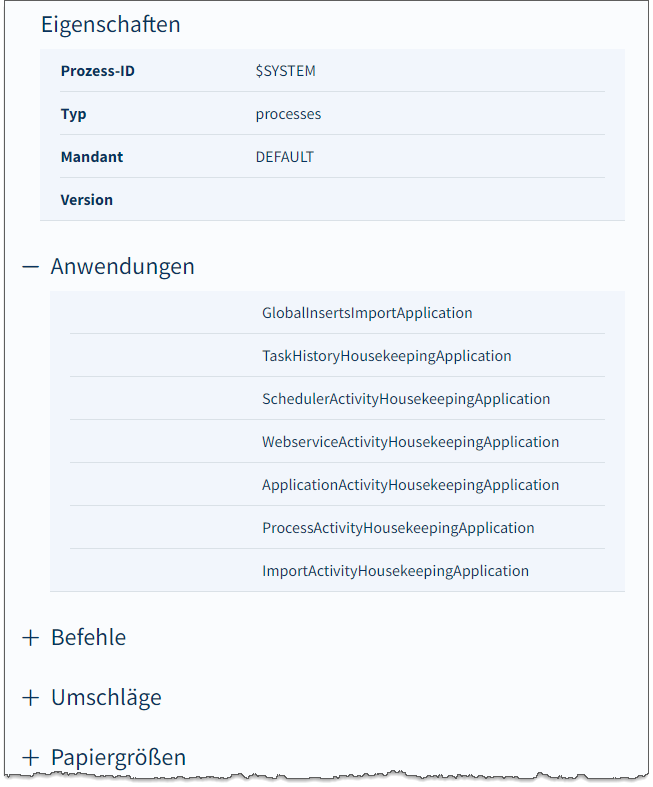 Eigenschaften
Prozess-ID $SYSTEM
Typ processes
Mandant DEFAULT
Version
Anwendungen
GlobalInsertsImportApplication
TaskHistoryHousekeepingApplication
SchedulerActivityHousekeepingApplication
WebserviceActivityHousekeepingApplication
ApplicationActivityHousekeepingApplication
ProcessActivityHousekeepingApplication
ImportActivityHousekeepingApplication
Befehle
Umschläge
Papiergrößen